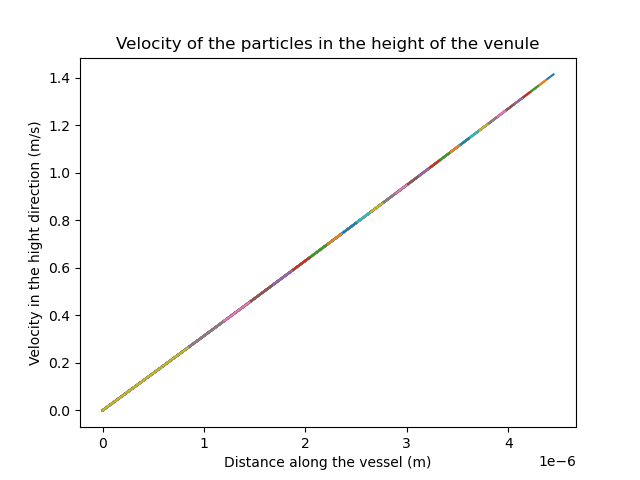 Velocity of the particles in the height of the venule
Velocity in the hight direction (m/s)
1.4
1.2
1.0
0.8
0.6
0.4
0.2
0.0
0 1 2 3 4
1e−6
Distance along the vessel (m)